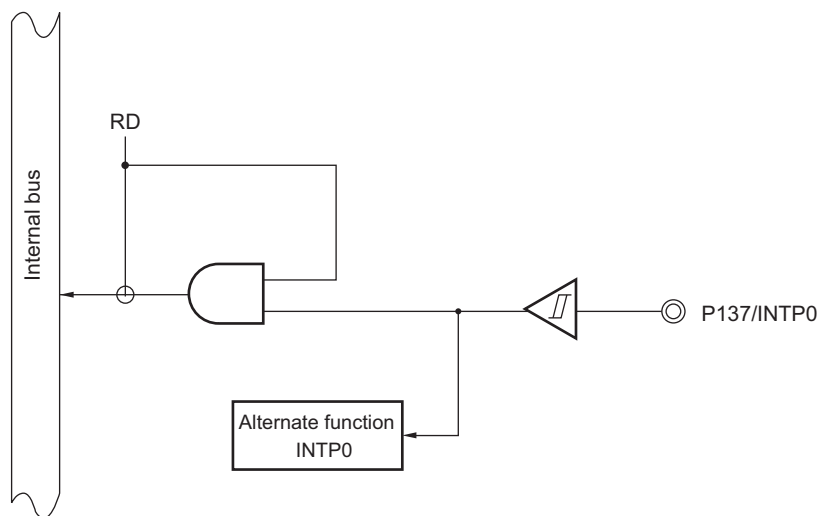 RD
Internal bus
P137/INTP0
Alternate function
INTP0